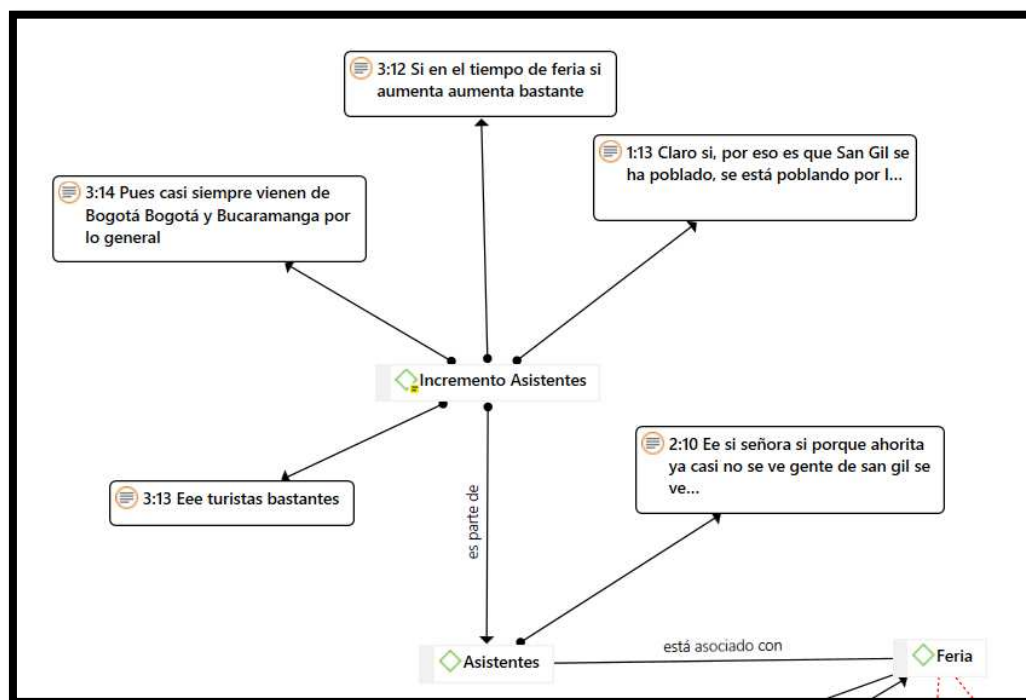 3:12 Si en el tiempo de feria si
aumenta aumenta bastante
1:13 Claro si, por eso es que San Gil se
ha poblado, se está poblando por l...
3:14 Pues casi siempre vienen de
Bogotá Bogotá y Bucaramanga por
lo general
Incremento Asistentes
2:10 Ee si señora si porque ahorita
ya casi no se ve gente de san gil se
ve...
3:13 Eee turistas bastantes
es parte de
está asociado con
Asistentes
Feria